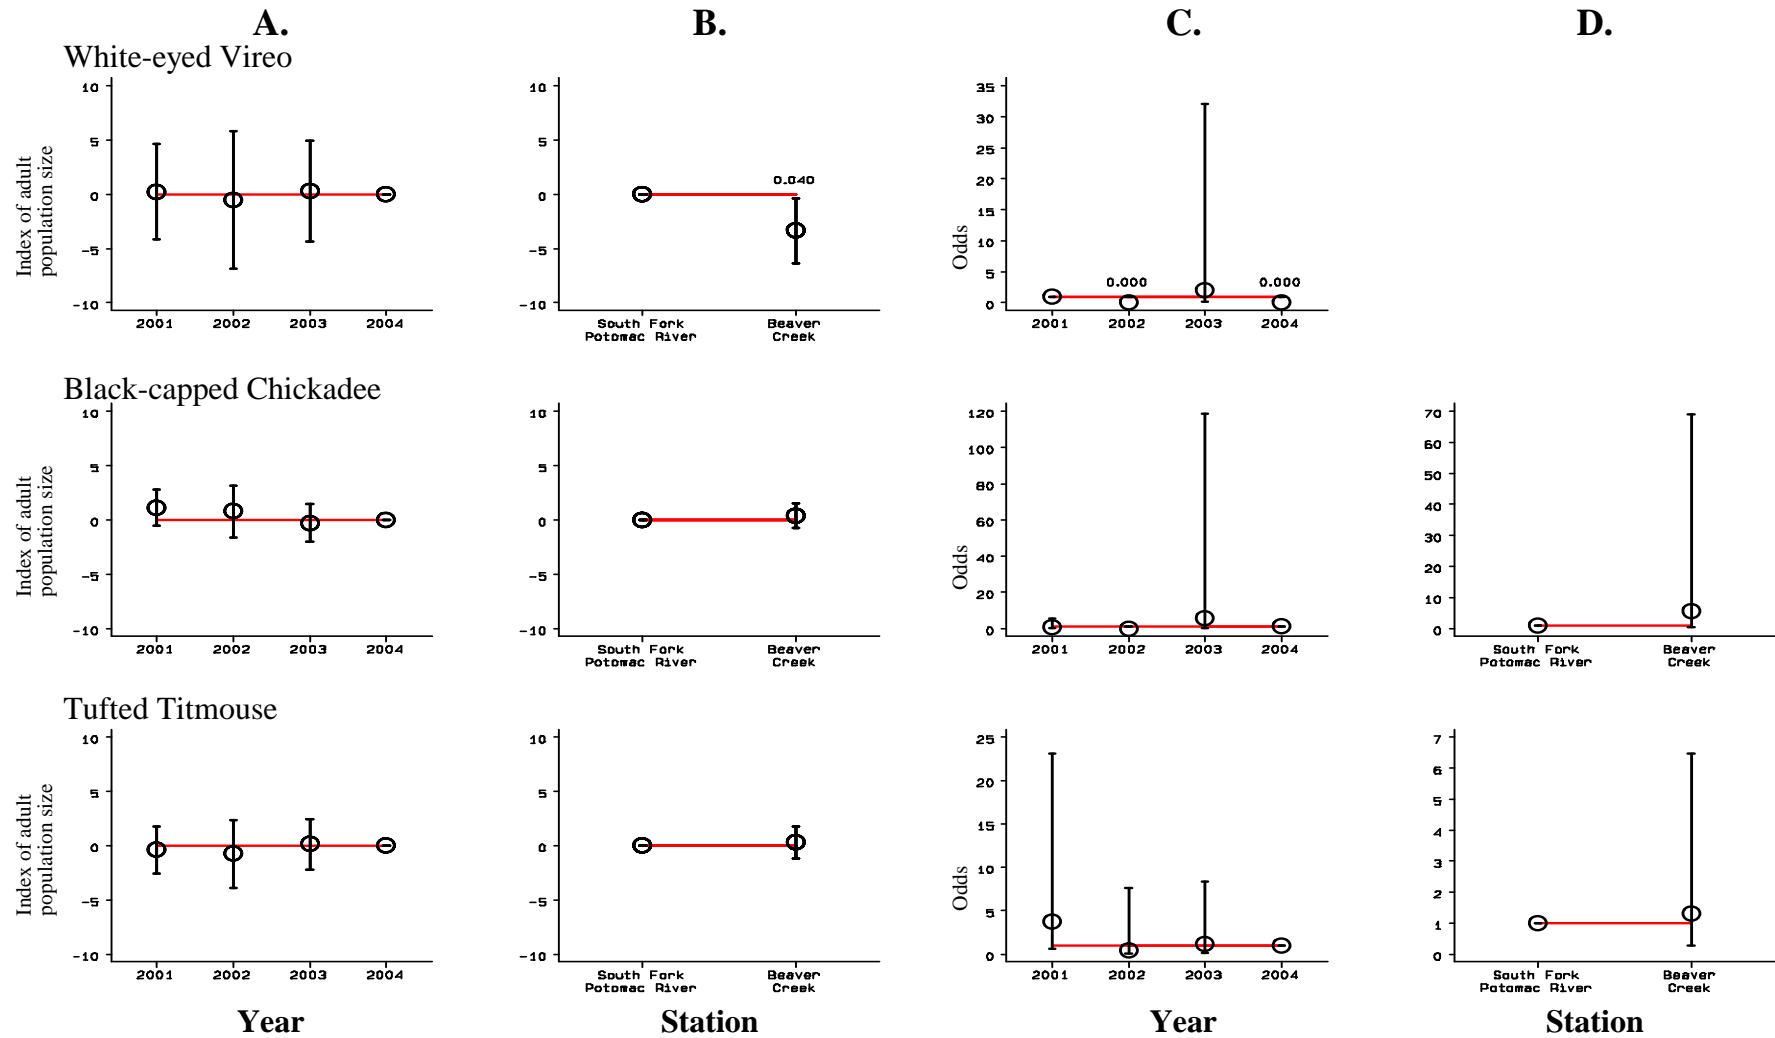 A. B. C. D.
White-eyed Vireo
Index of adult
population size
10
5
0
-5
-10
2001 2002 2003 2004
10
5
0
-5
-10
0.040
South Fork
Potomac River
Beaver
Creek
Odds
35
30
25
20
15
10
5
0
0.000
0.000
2001 2002 2003 2004
Black-capped Chickadee
Index of adult
population size
10
5
0
-5
-10
2001 2002 2003 2004
10
5
0
-5
-10
South Fork
Potomac River
Beaver
Creek
Odds
120
100
80
60
40
20
0
2001 2002 2003 2004
70
60
50
40
30
20
10
0
South Fork
Potomac River
Beaver
Creek
Tufted Titmouse
Index of adult
population size
10
5
0
-5
-10
2001 2002 2003 2004
10
5
0
-5
-10
South Fork
Potomac River
Beaver
Creek
Odds
25
20
15
10
5
0
2001 2002 2003 2004
7
6
5
4
3
2
1
0
South Fork
Potomac River
Beaver
Creek
Year Station Year Station